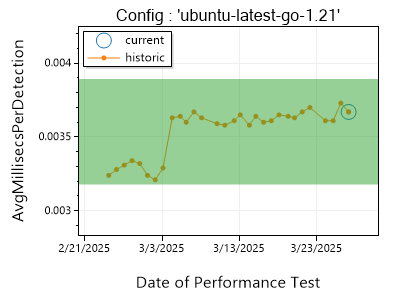 Config : 'ubuntu-latest-go-1.21'
current
historic
AvgMillisecsPerDetection
0.004
0.0035
0.003
2/21/2025
3/3/2025
3/13/2025
3/23/2025
Date of Performance Test